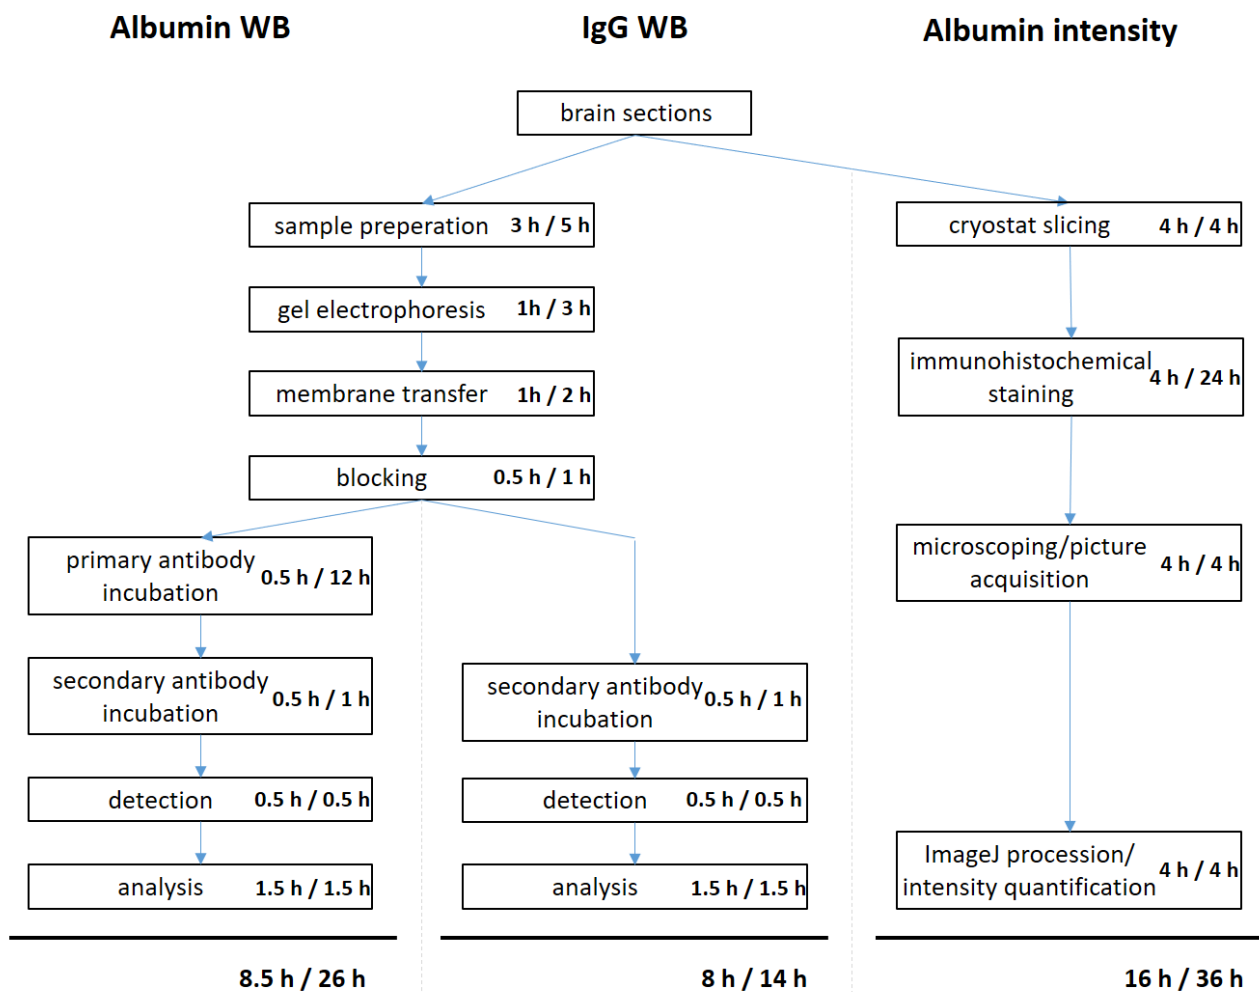 Albumin WB
IgG WB
Albumin intensity
brain sections
sample preperation 3 h / 5 h
gel electrophoresis 1h / 3 h
membrane transfer 1h / 2 h
blocking 0.5 h / 1 h
primary antibody
incubation
0.5 h / 12 h
secondary antibody
incubation
0.5 h / 1 h
detection 0.5 h / 0.5 h
analysis 1.5 h / 1.5 h
8.5 h / 26 h
secondary antibody
incubation
0.5 h / 1 h
detection 0.5 h / 0.5 h
analysis 1.5 h / 1.5 h
8 h / 14 h
cryostat slicing 4 h / 4 h
immunohistochemical
staining
4 h / 24 h
microscoping/picture
acquisition
4 h / 4 h
ImageJ procession/
intensity quantification
4 h / 4 h
16 h / 36 h